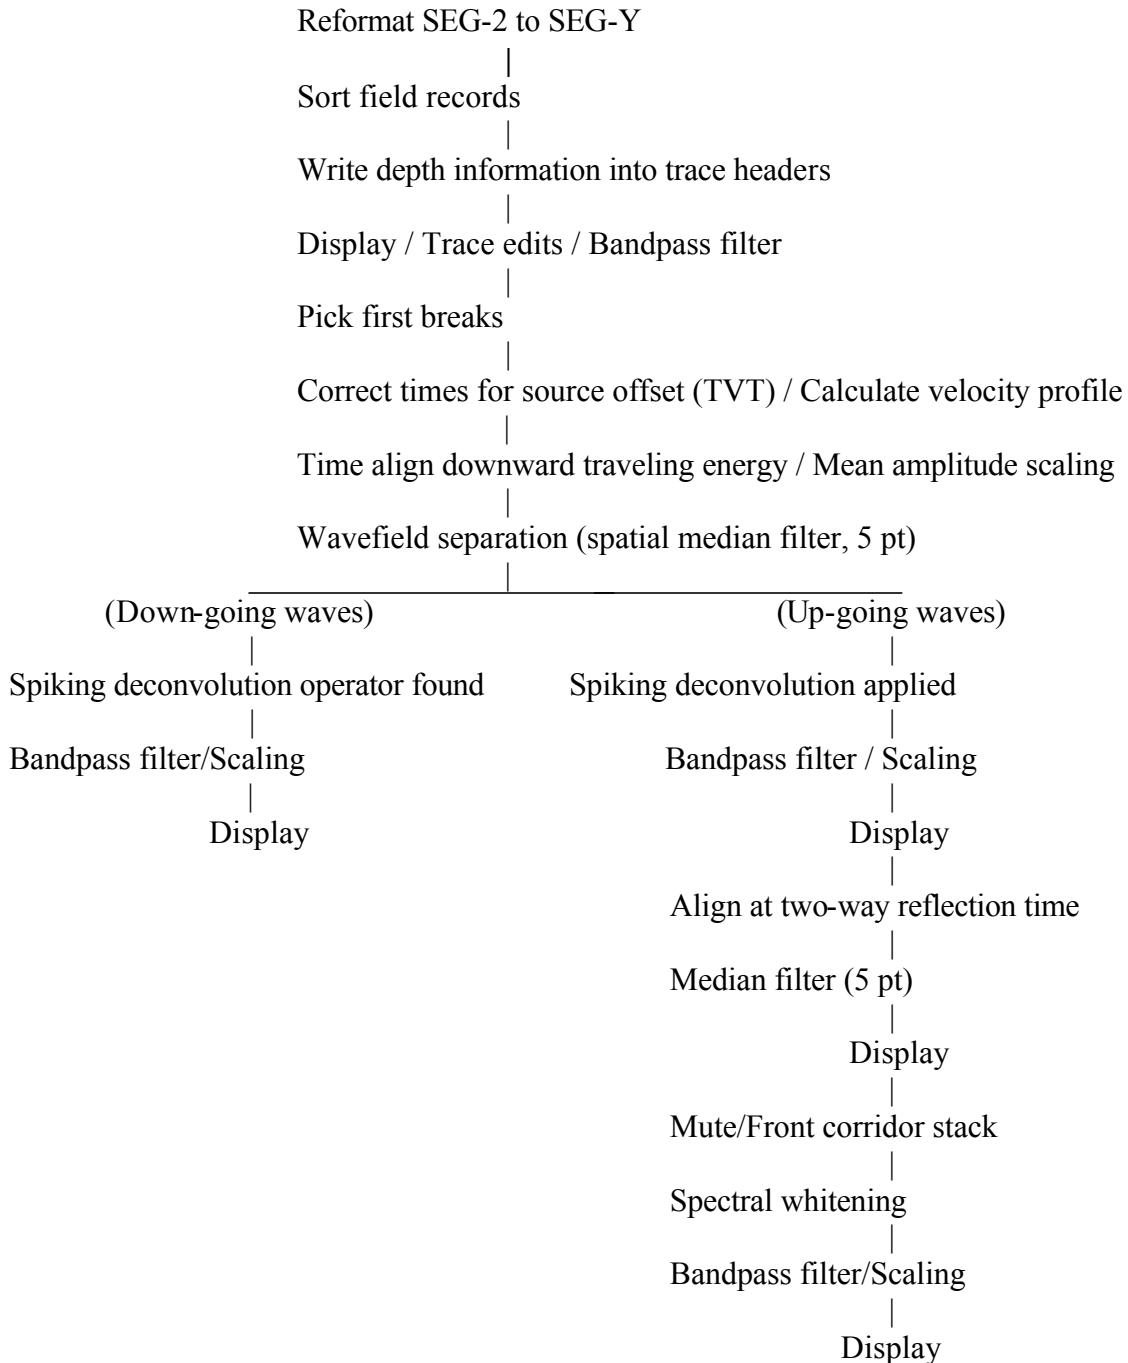 Reformat SEG-2 to SEG-Y
Sort field records
Write depth information into trace headers
Display / Trace edits / Bandpass filter
Pick first breaks
Correct times for source offset (TVT) / Calculate velocity profile
Time align downward traveling energy / Mean amplitude scaling
Wavefield separation (spatial median filter, 5 pt)
(Down-going waves) (Up-going waves)
Spiking deconvolution operator found Spiking deconvolution applied
Bandpass filter/Scaling Bandpass filter / Scaling
Display Display
Align at two-way reflection time
Median filter (5 pt)
Display
Mute/Front corridor stack
Spectral whitening
Bandpass filter/Scaling
Display